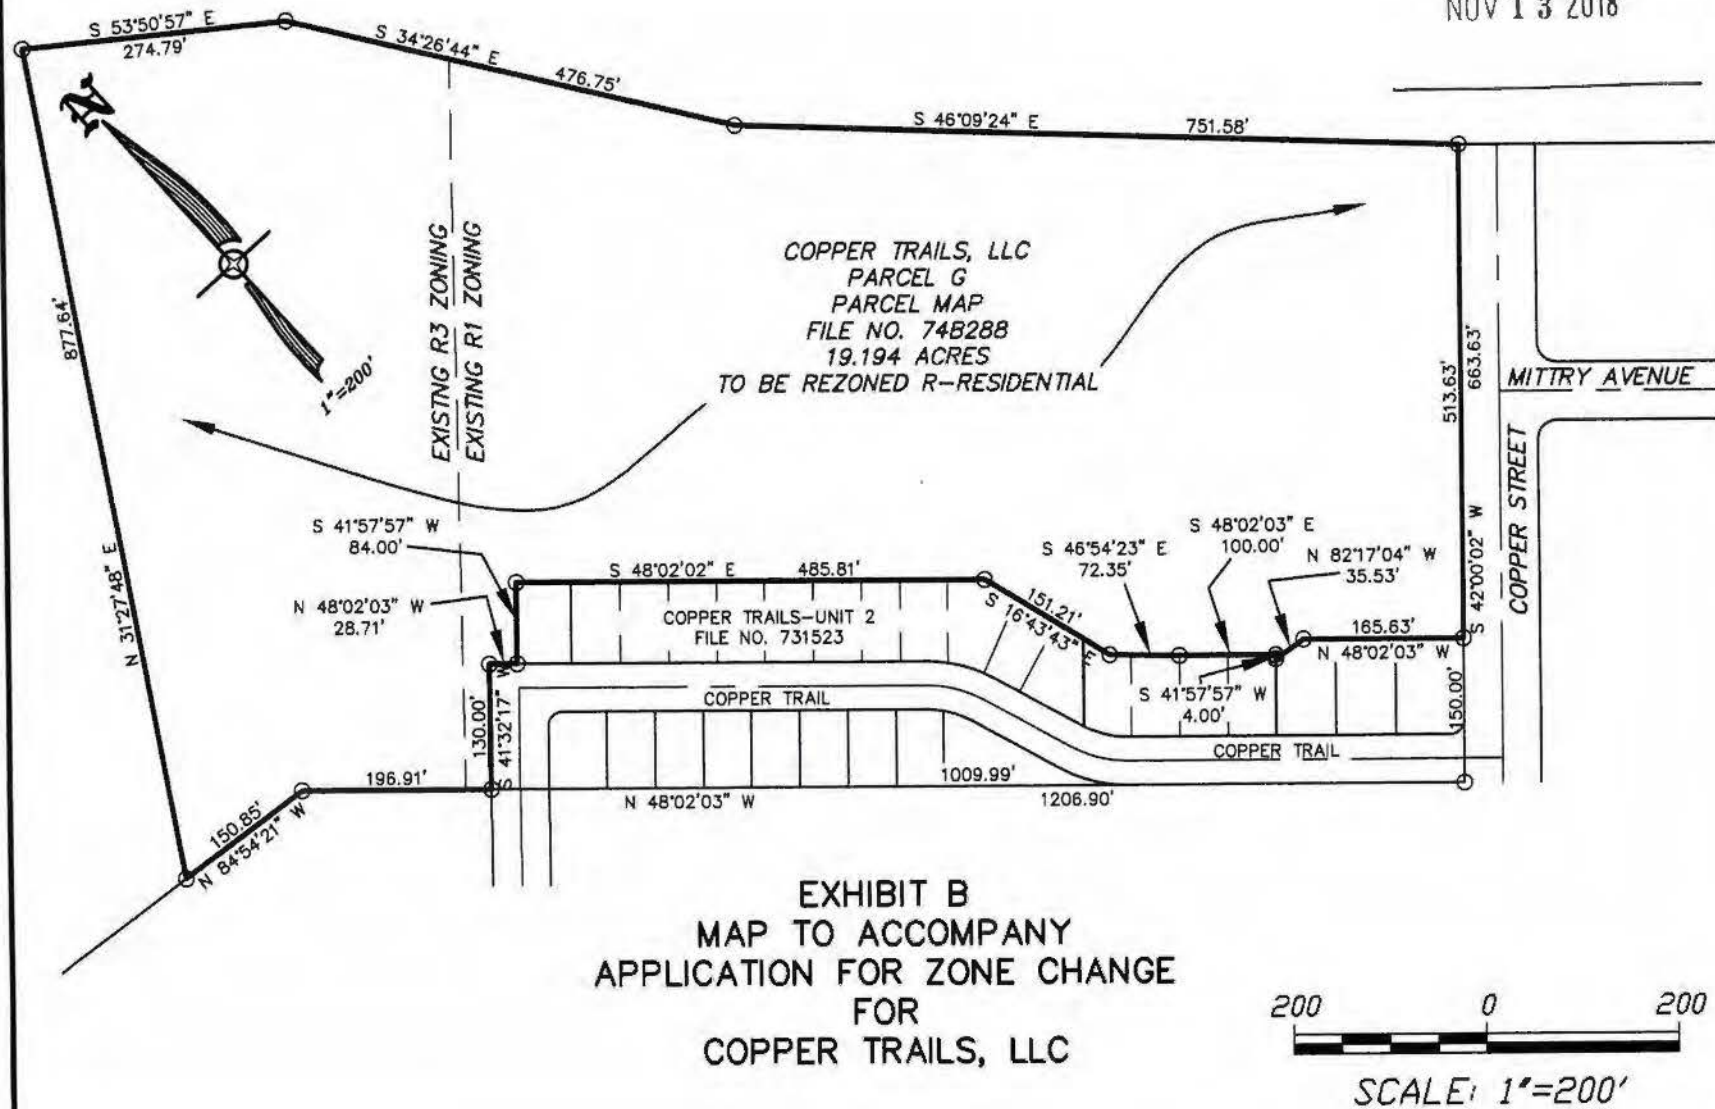 NOV 13 2018
S 53°50'57" E
274.79'
S 34°26'44" E
476.75'
S 46°09'24" E
751.58'
N
1"=200'
877.64'
N 31°27'48" E
EXISTING R3 ZONING
EXISTING R1 ZONING
COPPER TRAILS, LLC
PARCEL G
PARCEL MAP
FILE NO. 748288
19.194 ACRES
TO BE REZONED R-RESIDENTIAL
513.63'
663.63'
S 42°00'02" W
MITTRY AVENUE
COPPER STREET
S 41°57'57" W
84.00'
N 48°02'03" W
28.71'
S 48°02'02" E
485.81'
COPPER TRAILS-UNIT 2
FILE NO. 731523
151.21'
S 16°43'43" E
S 46°54'23" E
72.35'
S 48°02'03" E
100.00'
N 82°17'04" W
35.53'
165.63'
N 48°02'03" W
S 41°57'57" W
4.00'
150.00'
130.00'
S 41°32'17" W
COPPER TRAIL
COPPER TRAIL
196.91'
150.85'
N 84°54'21" W
N 48°02'03" W
1009.99'
1206.90'
EXHIBIT B
MAP TO ACCOMPANY
APPLICATION FOR ZONE CHANGE
FOR
COPPER TRAILS, LLC
200 0 200
SCALE: 1"=200'